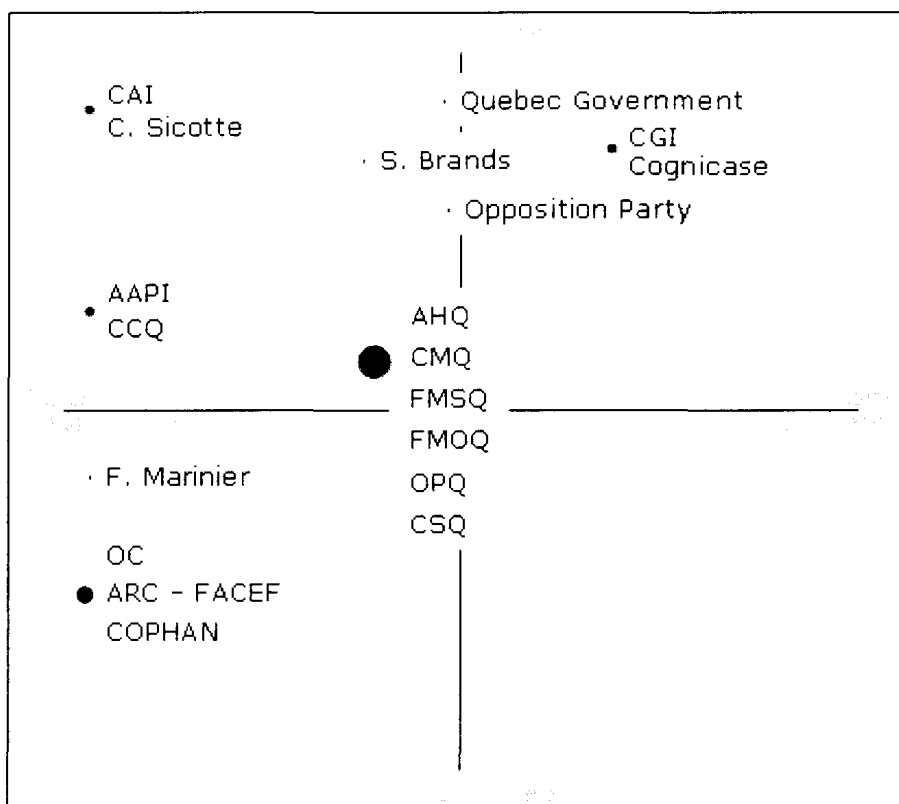 CAI
C. Sicotte
Quebec Government
CGI
Cognicase
S. Brands
Opposition Party
AAPI
CCQ
AHQ
CMQ
FMSQ
FMOQ
OPQ
CSQ
F. Marinier
OC
ARC - FACEF
COPHAN